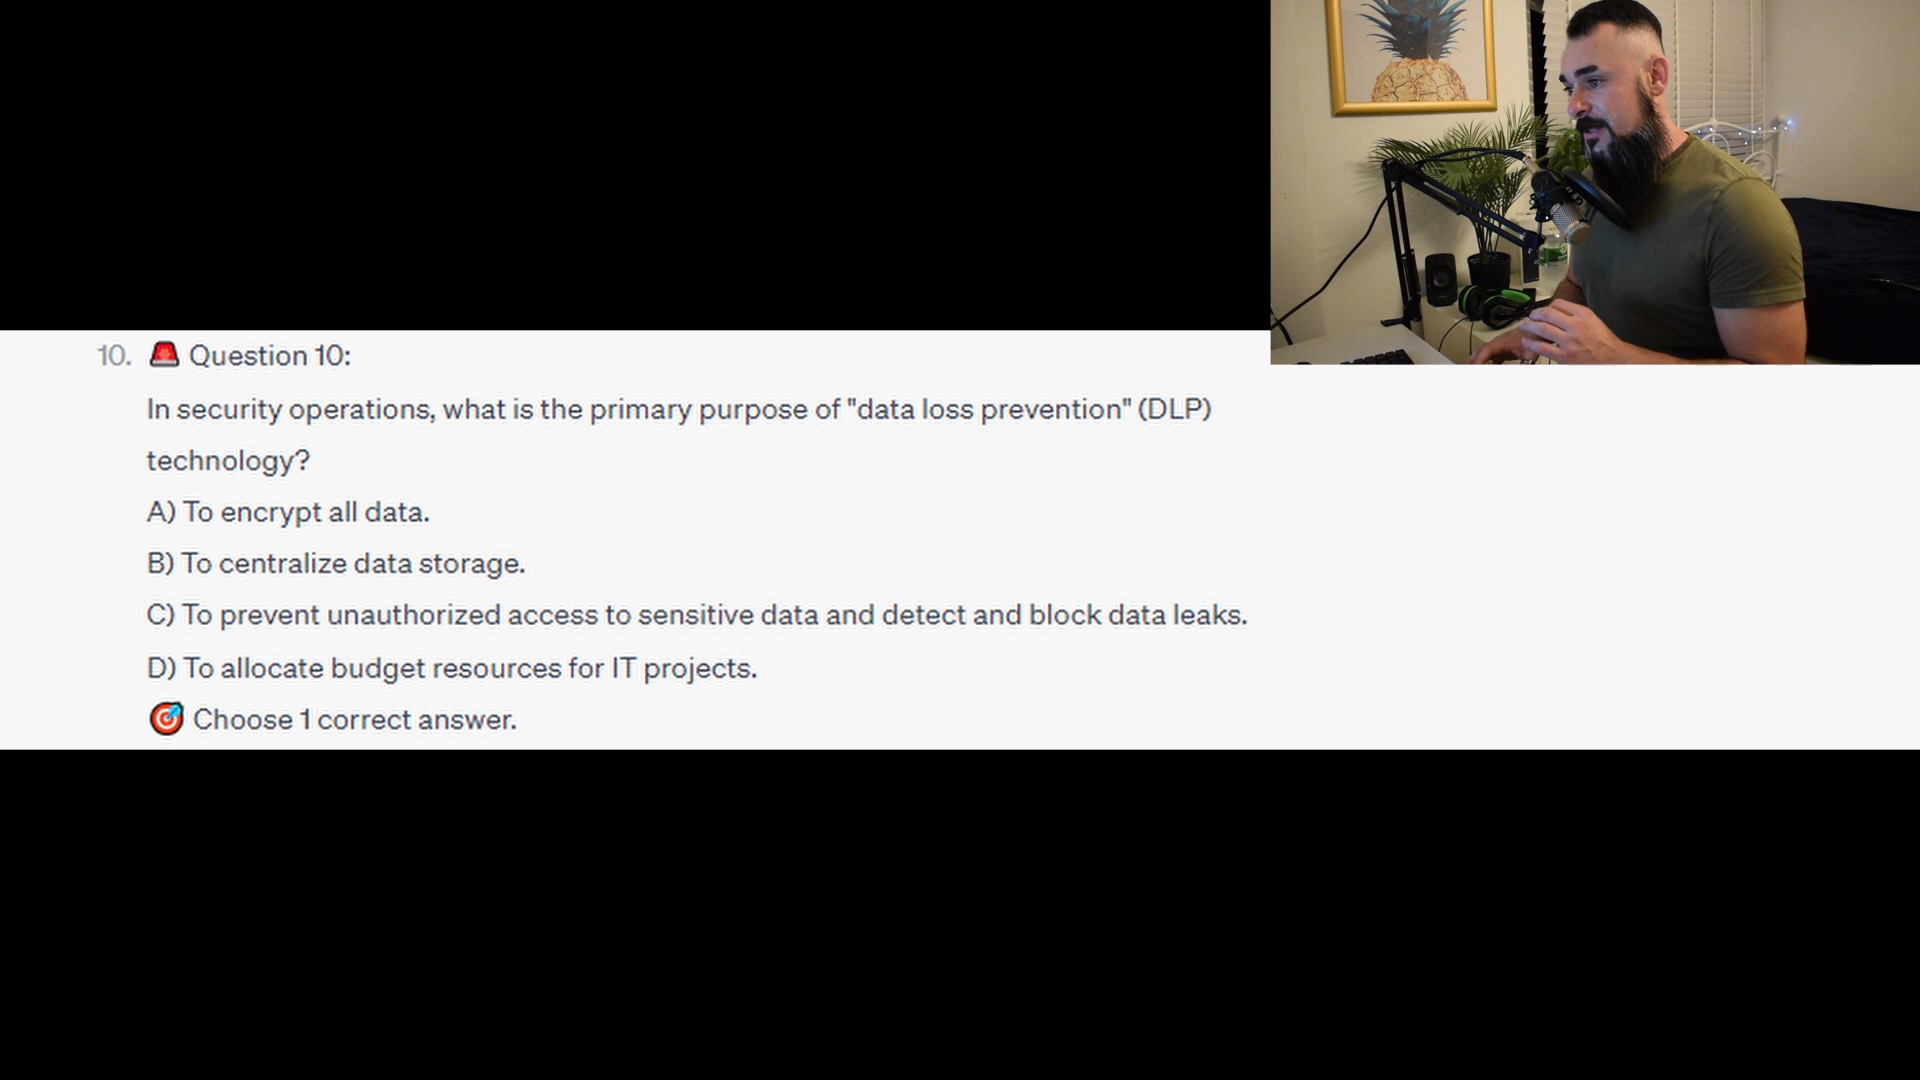 10. 🚨 Question 10:
In security operations, what is the primary purpose of "data loss prevention" (DLP)
technology?
A) To encrypt all data.
B) To centralize data storage.
C) To prevent unauthorized access to sensitive data and detect and block data leaks.
D) To allocate budget resources for IT projects.
🎯 Choose 1 correct answer.